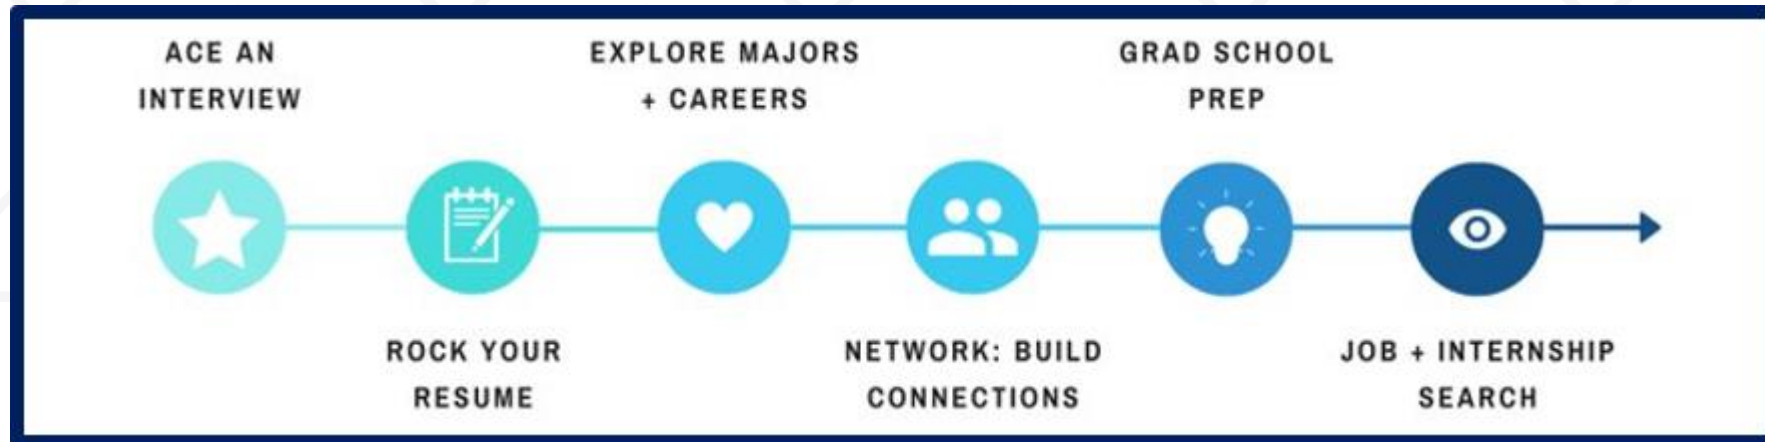 ACE AN
INTERVIEW
ROCK YOUR
RESUME
EXPLORE MAJORS
+ CAREERS
NETWORK: BUILD
CONNECTIONS
GRAD SCHOOL
PREP
JOB + INTERNSHIP
SEARCH